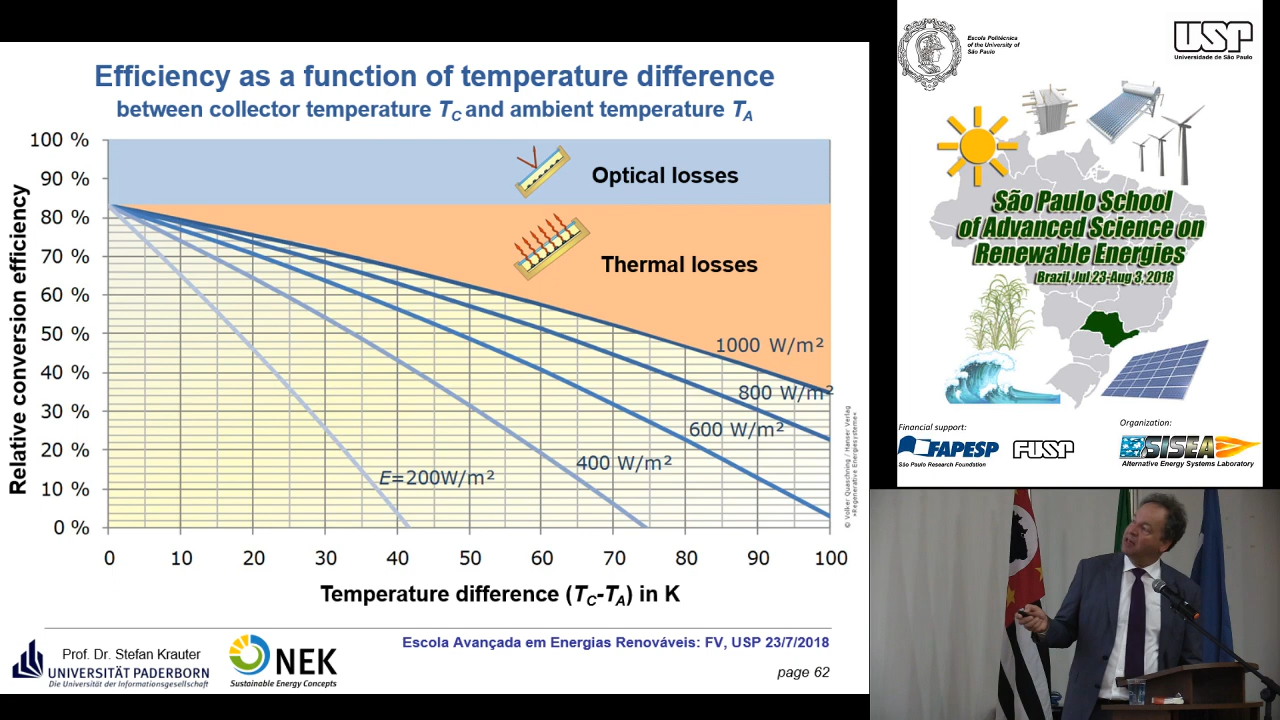 Efficiency as a function of temperature difference
between collector temperature TC and ambient temperature TA
Relative conversion efficiency
100 %
90 %
80 %
70 %
60 %
50 %
40 %
30 %
20 %
10 %
0 %
Optical losses
Thermal losses
1000 W/m²
800 W/m²
600 W/m²
400 W/m²
E=200W/m²
© Volker Quaschning / Hanser Verlag
»Regenerative Energiesysteme«
0 10 20 30 40 50 60 70 80 90 100
Temperature difference (TC-TA) in K
Prof. Dr. Stefan Krauter
UNIVERSITÄT PADERBORN
Die Universität der Informationsgesellschaft
NEK
Sustainable Energy Concepts
Escola Avançada em Energias Renováveis: FV, USP 23/7/2018
page 62
Escola Politécnica
of the University of
São Paulo
USP
Universidade de São Paulo
São Paulo School
of Advanced Science on
Renewable Energies
(Brazil, Jul 23-Aug 3, 2018
Financial support:
FAPESP
São Paulo Research Foundation
FUSP
Organization:
SISEA
Alternative Energy Systems Laboratory